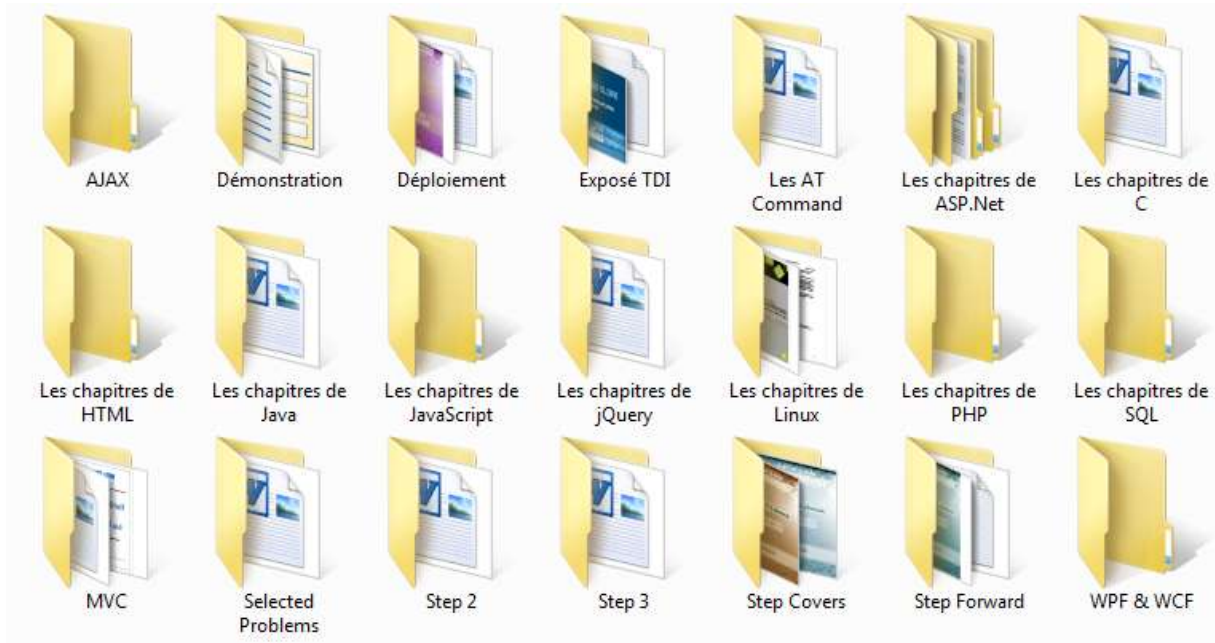 AJAX
Démonstration
Déploiement
Exposé TDI
Les AT
Command
Les chapitres de
ASP.Net
Les chapitres de
C
Les chapitres de
HTML
Les chapitres de
Java
Les chapitres de
JavaScript
Les chapitres de
jQuery
Les chapitres de
Linux
Les chapitres de
PHP
Les chapitres de
SQL
MVC
Selected
Problems
Step 2
Step 3
Step Covers
Step Forward
WPF & WCF